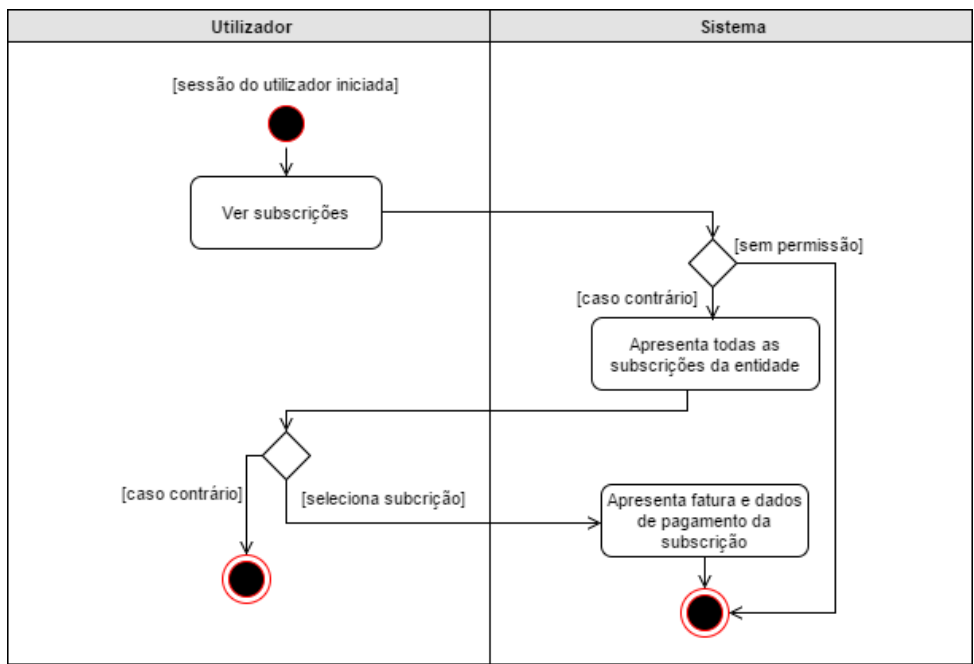 Utilizador
Sistema
[sessão do utilizador iniciada]
Ver subscrições
[sem permissão]
[caso contrário]
Apresenta todas as
subscrições da entidade
[caso contrário]
[seleciona subcrição]
Apresenta fatura e dados
de pagamento da
subscrição